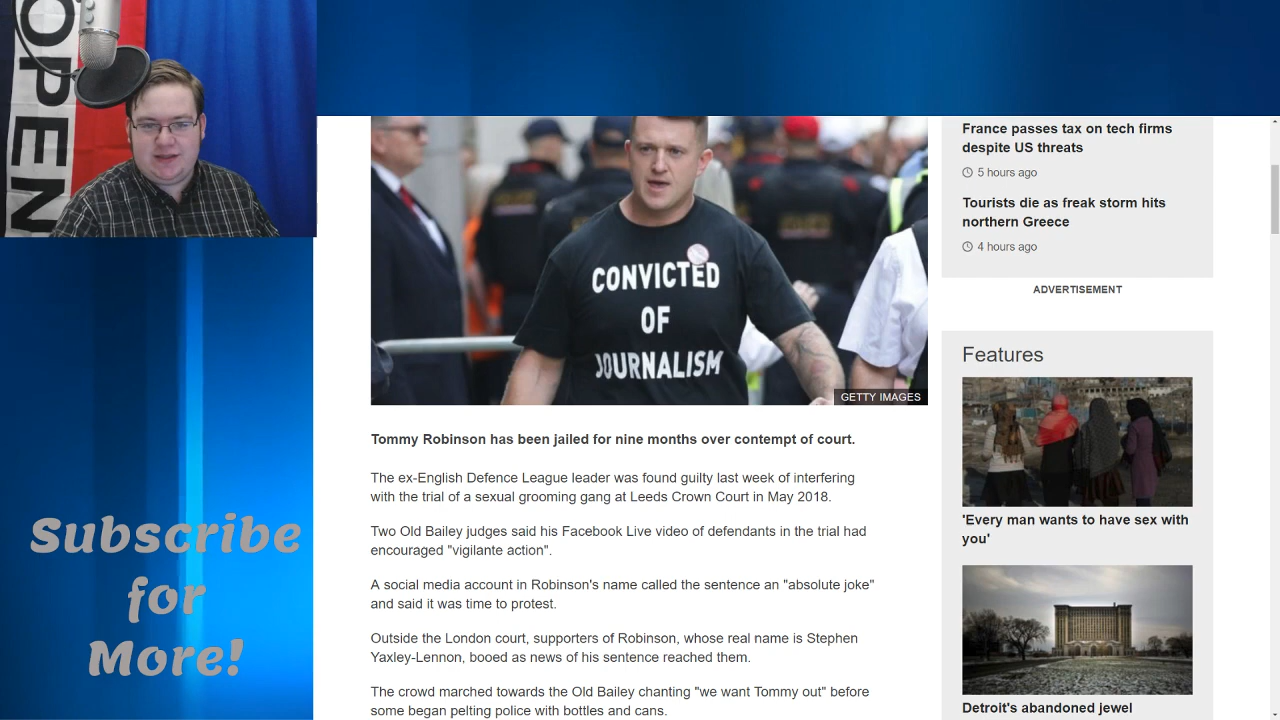 OPEN
CONVICTED
OF
JOURNALISM
GETTY IMAGES
Tommy Robinson has been jailed for nine months over contempt of court.
The ex-English Defence League leader was found guilty last week of interfering
with the trial of a sexual grooming gang at Leeds Crown Court in May 2018.
Two Old Bailey judges said his Facebook Live video of defendants in the trial had
encouraged "vigilante action".
A social media account in Robinson's name called the sentence an "absolute joke"
and said it was time to protest.
Outside the London court, supporters of Robinson, whose real name is Stephen
Yaxley-Lennon, booed as news of his sentence reached them.
The crowd marched towards the Old Bailey chanting "we want Tommy out" before
some began pelting police with bottles and cans.
France passes tax on tech firms
despite US threats
5 hours ago
Tourists die as freak storm hits
northern Greece
4 hours ago
ADVERTISEMENT
Features
'Every man wants to have sex with
you'
Detroit's abandoned jewel
Subscribe
for
More!